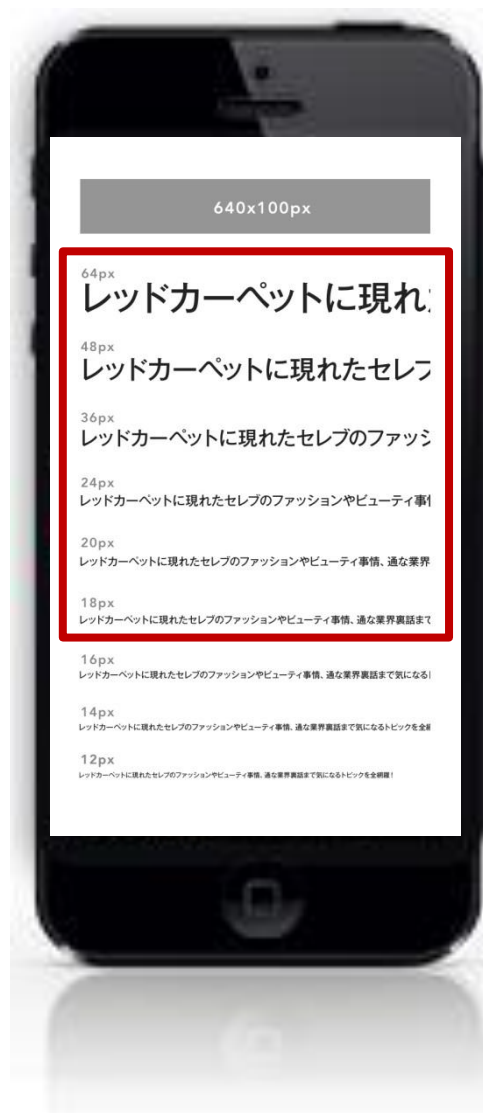 640x100px
64px
レッドカーペットに現れ
48px
レッドカーペットに現れたセレブ
36px
レッドカーペットに現れたセレブのファッシ
24px
レッドカーペットに現れたセレブのファッションやビューティ事情
20px
レッドカーペットに現れたセレブのファッションやビューティ事情、通な業界
18px
レッドカーペットに現れたセレブのファッションやビューティ事情、通な業界裏話まで
16px
レッドカーペットに現れたセレブのファッションやビューティ事情、通な業界裏話まで気になる
14px
レッドカーペットに現れたセレブのファッションやビューティ事情、通な業界裏話まで気になるトピックを全網
12px
レッドカーペットに現れたセレブのファッションやビューティ事情、通な業界裏話まで気になるトピックを全網羅！